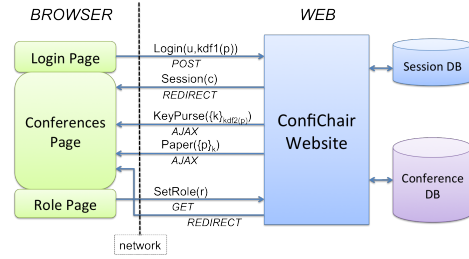 BROWSER
WEB
Login Page
Login(u,kdf1(p))
POST
Session(c)
REDIRECT
Conferences
Page
KeyPurse({k}kdf2(p))
AJAX
Paper({p}k)
AJAX
ConfiChair
Website
Session DB
Conference
DB
Role Page
SetRole(r)
GET
REDIRECT
network